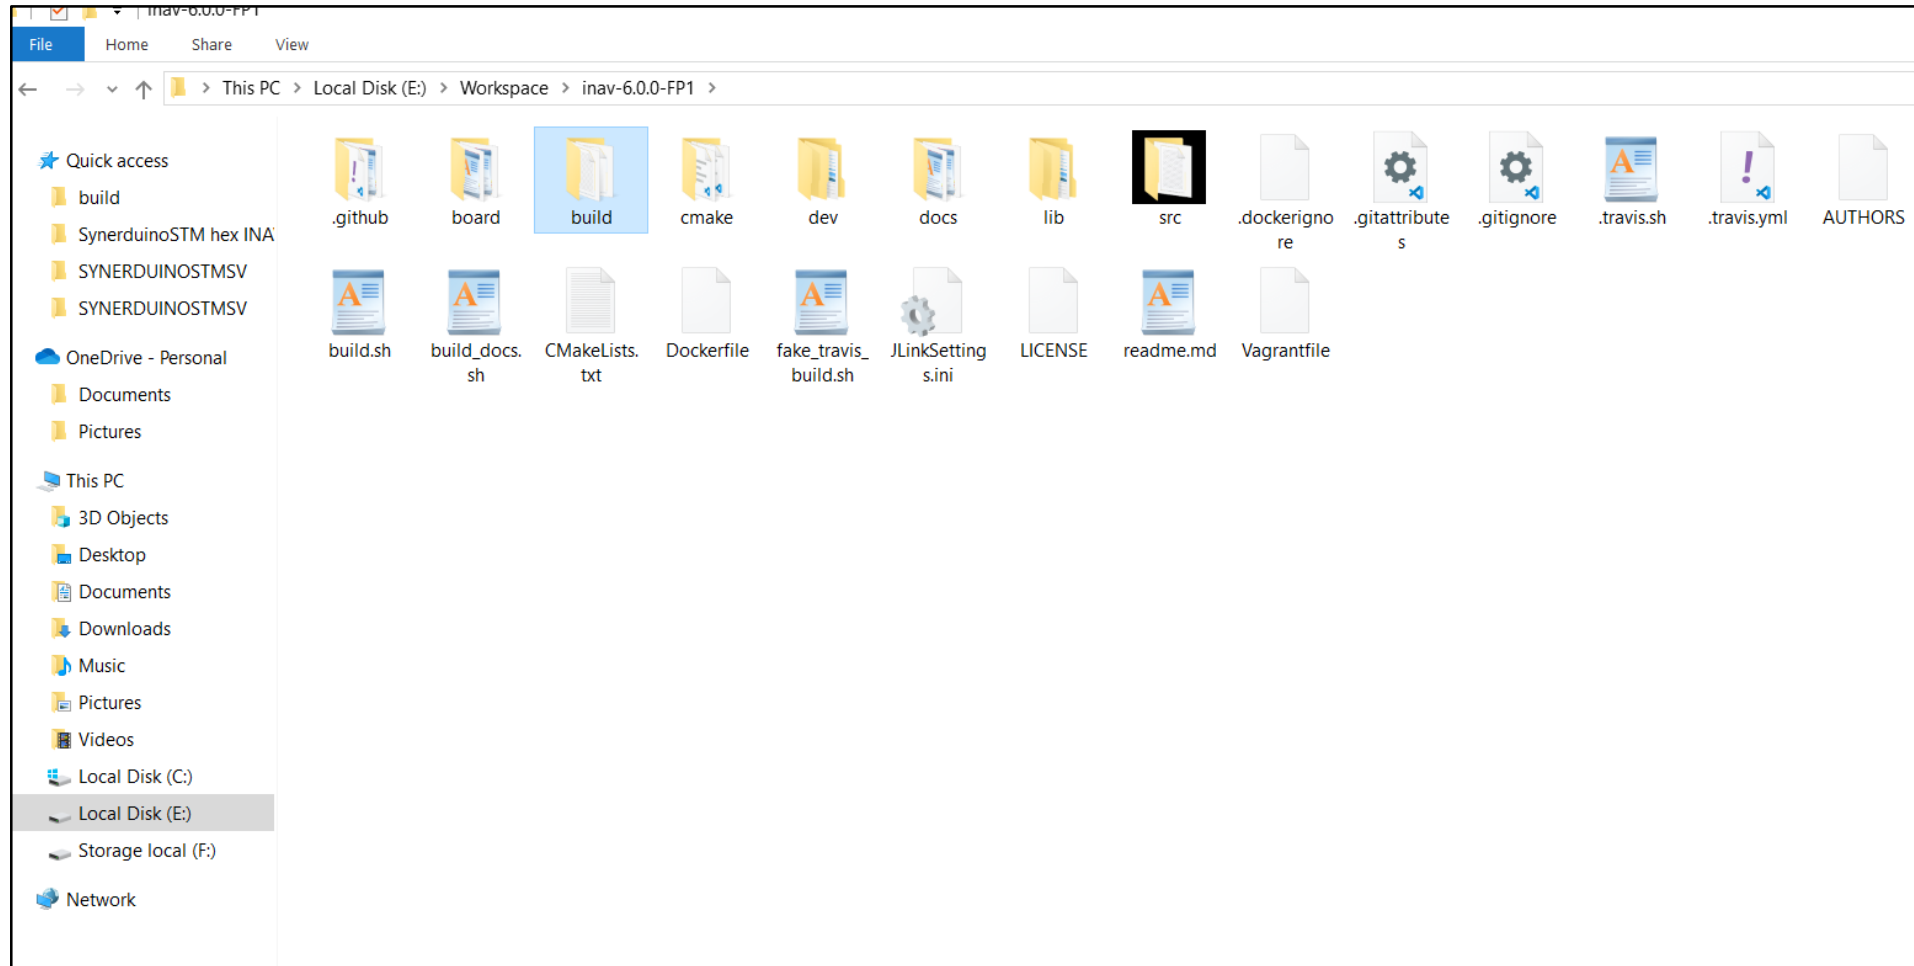 inav-6.0.0-FP1
File Home Share View
This PC > Local Disk (E:) > Workspace > inav-6.0.0-FP1 >
Quick access
build
SynerduinoSTM hex INA
SYNERDUINOSTMSV
SYNERDUINOSTMSV
OneDrive - Personal
Documents
Pictures
This PC
3D Objects
Desktop
Documents
Downloads
Music
Pictures
Videos
Local Disk (C:)
Local Disk (E:)
Storage local (F:)
Network
.github
board
build
cmake
dev
docs
lib
src
.dockerigno
re
.gitattribute
s
.gitignore
.travis.sh
.travis.yml
AUTHORS
build.sh
build_docs.
sh
CMakeLists.
txt
Dockerfile
fake_travis_
build.sh
JLinkSetting
s.ini
LICENSE
readme.md
Vagrantfile